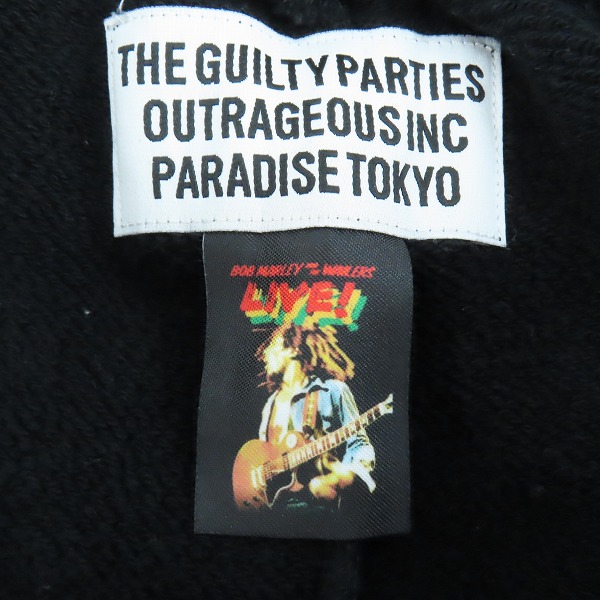 THE GUILTY PARTIES
OUTRAGEOUS INC
PARADISE TOKYO
BOB MARLEY AND THE WAILERS
LIVE!